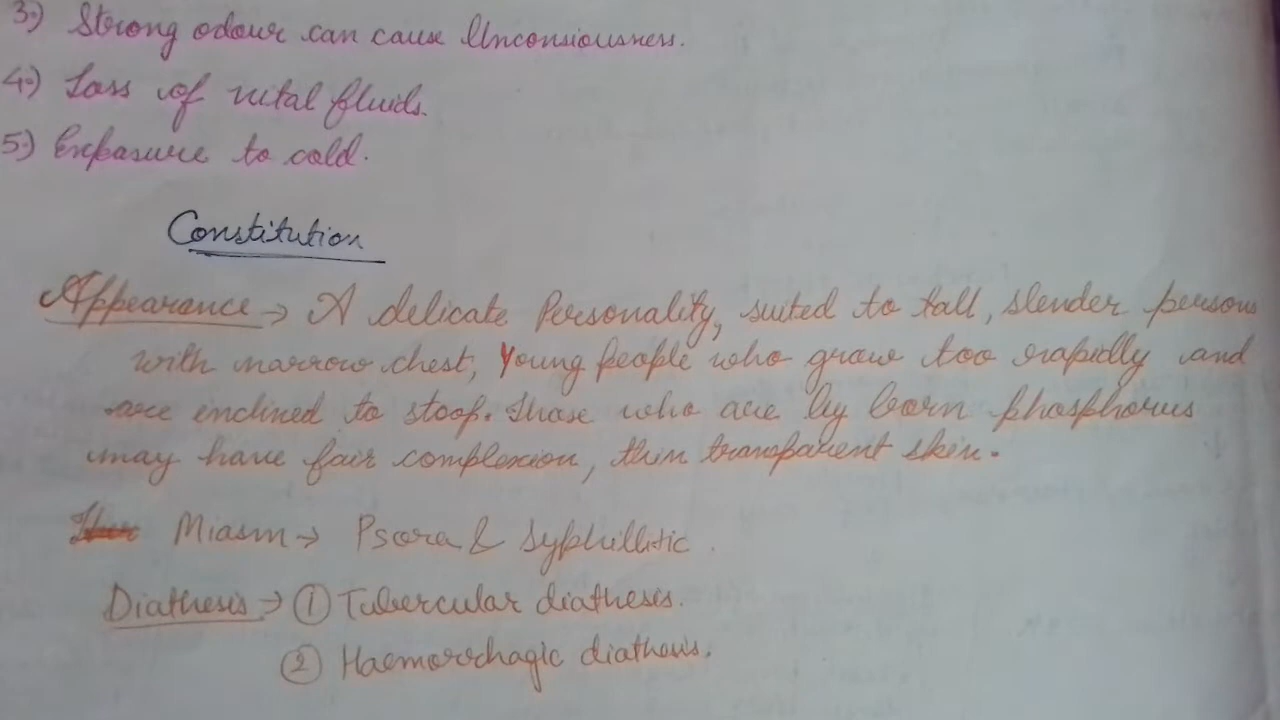 3.) Strong odour can cause Unconsiousness.
4.) Loss of vital fluids.
5.) Exposure to cold.
Constitution
Appearance → A delicate Personality, suited to tall, slender persons
with narrow chest, Young people who grow too rapidly and
are inclined to stoop. Those who are by born phosphorus
may have fair complexion, thin transparent skin.
Miasm → Psora & Syphillitic.
Diathesis → ① Tubercular diathesis.
② Haemorrhagic diathesis.